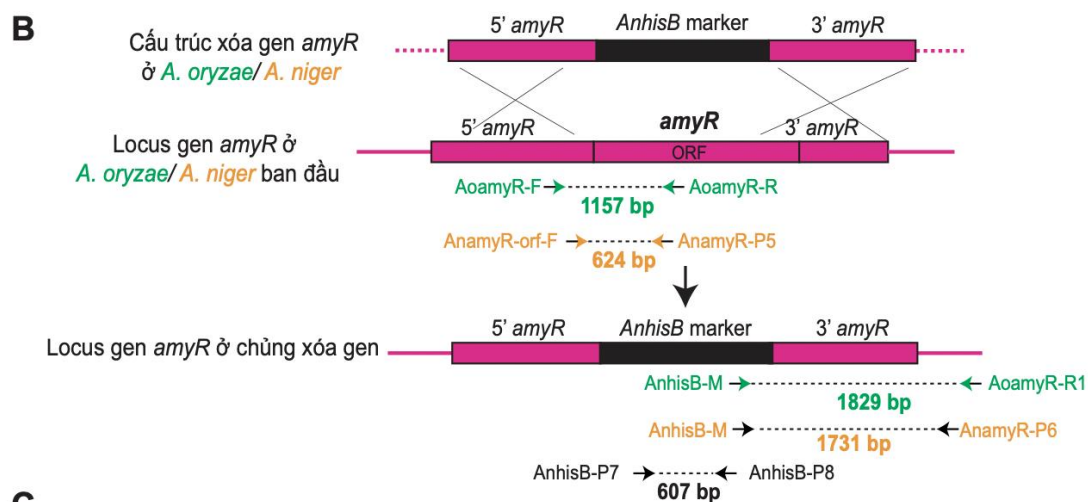 B
Cấu trúc xóa gen amyR
ở A. oryzae/ A. niger
5’ amyR
AnhisB marker
3’ amyR
Locus gen amyR ở
A. oryzae/ A. niger ban đầu
5’ amyR
amyR
3’ amyR
ORF
AoamyR-F
AoamyR-R
1157 bp
AnamyR-orf-F
AnamyR-P5
624 bp
Locus gen amyR ở chủng xóa gen
5’ amyR
AnhisB marker
3’ amyR
AnhisB-M
AoamyR-R1
1829 bp
AnhisB-M
AnamyR-P6
1731 bp
AnhisB-P7
AnhisB-P8
607 bp